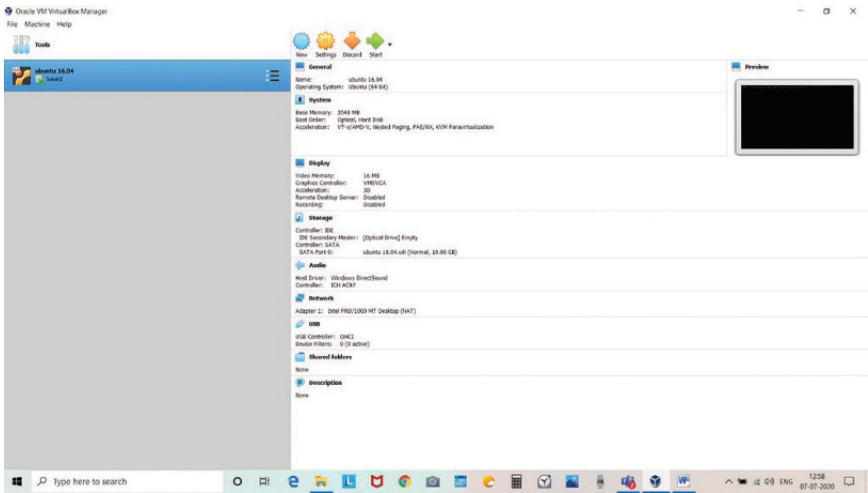 Oracle VM VirtualBox Manager
File Machine Help
Tools
New Settings Discard Start
ubuntu 16.04
Saved
General
Name: ubuntu 16.04
Operating System: Ubuntu (64-bit)
Preview
System
Base Memory: 2048 MB
Boot Order: Optical, Hard Disk
Acceleration: VT-x/AMD-V, Nested Paging, PAE/NX, KVM Paravirtualization
Display
Video Memory: 16 MB
Graphics Controller: VMSVGA
Acceleration: 3D
Remote Desktop Server: Disabled
Recording: Disabled
Storage
Controller: IDE
IDE Secondary Master: [Optical Drive] Empty
Controller: SATA
SATA Port 0: ubuntu 16.04.vdi (Normal, 10.00 GB)
Audio
Host Driver: Windows DirectSound
Controller: ICH AC97
Network
Adapter 1: Intel PRO/1000 MT Desktop (NAT)
USB
USB Controller: OHCI
Device Filters: 0 (0 active)
Shared folders
None
Description
None
Type here to search
ENG
12:58
07-07-2020